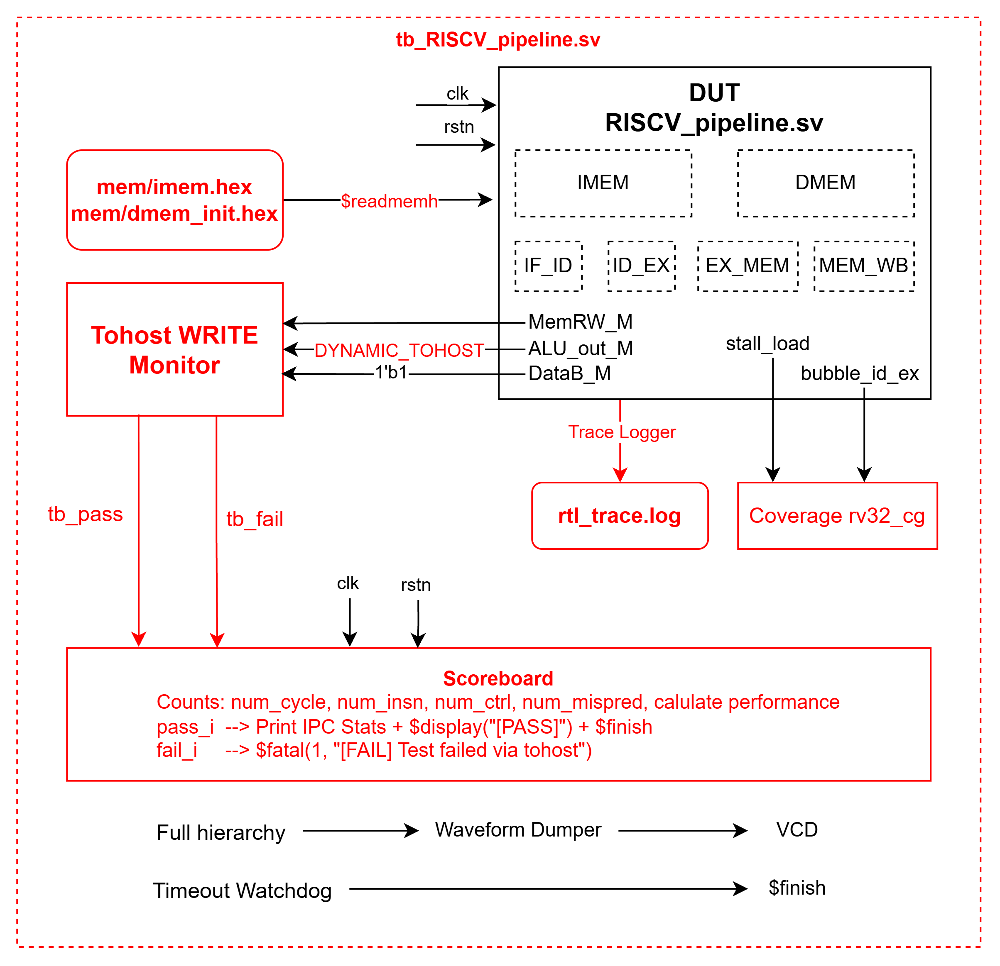 tb_RISCV_pipeline.sv
clk
rstn
DUT
RISCV_pipeline.sv
IMEM
DMEM
mem/imem.hex
mem/dmem_init.hex
$readmemh
IF_ID
ID_EX
EX_MEM
MEM_WB
Tohost WRITE
Monitor
MemRW_M
DYNAMIC_TOHOST
ALU_out_M
1'b1
DataB_M
stall_load
bubble_id_ex
Trace Logger
rtl_trace.log
Coverage rv32_cg
tb_pass
tb_fail
clk
rstn
Scoreboard
Counts: num_cycle, num_insn, num_ctrl, num_mispred, calulate performance
pass_i --> Print IPC Stats + $display("[PASS]") + $finish
fail_i --> $fatal(1, "[FAIL] Test failed via tohost")
Full hierarchy
Waveform Dumper
VCD
Timeout Watchdog
$finish